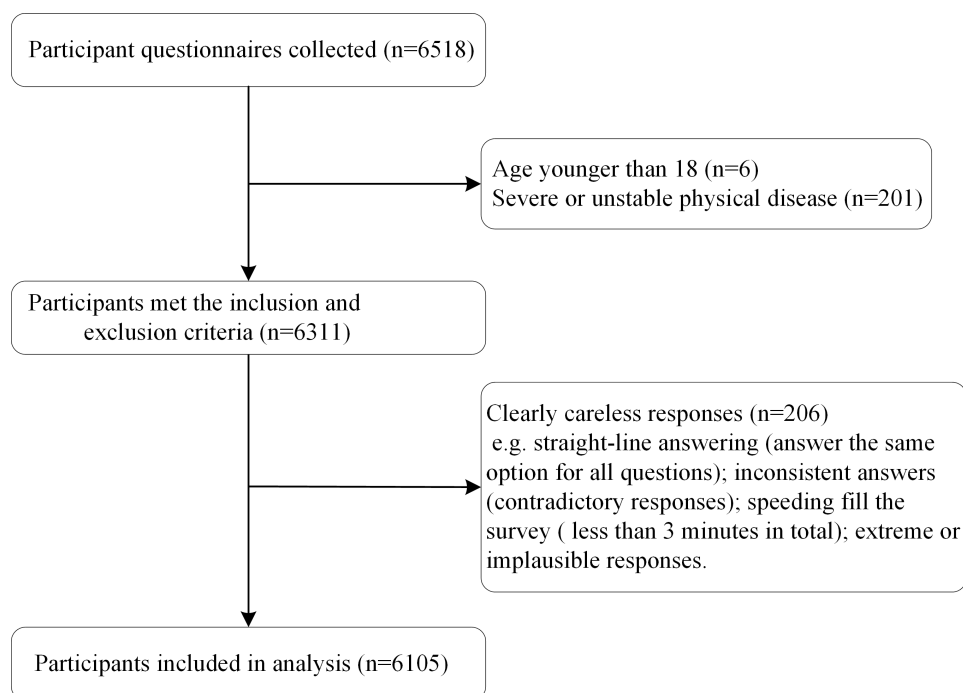 Participant questionnaires collected (n=6518)
Age younger than 18 (n=6)
Severe or unstable physical disease (n=201)
Participants met the inclusion and
exclusion criteria (n=6311)
Clearly careless responses (n=206)
e.g. straight-line answering (answer the same
option for all questions); inconsistent answers
(contradictory responses); speeding fill the
survey ( less than 3 minutes in total); extreme or
implausible responses.
Participants included in analysis (n=6105)